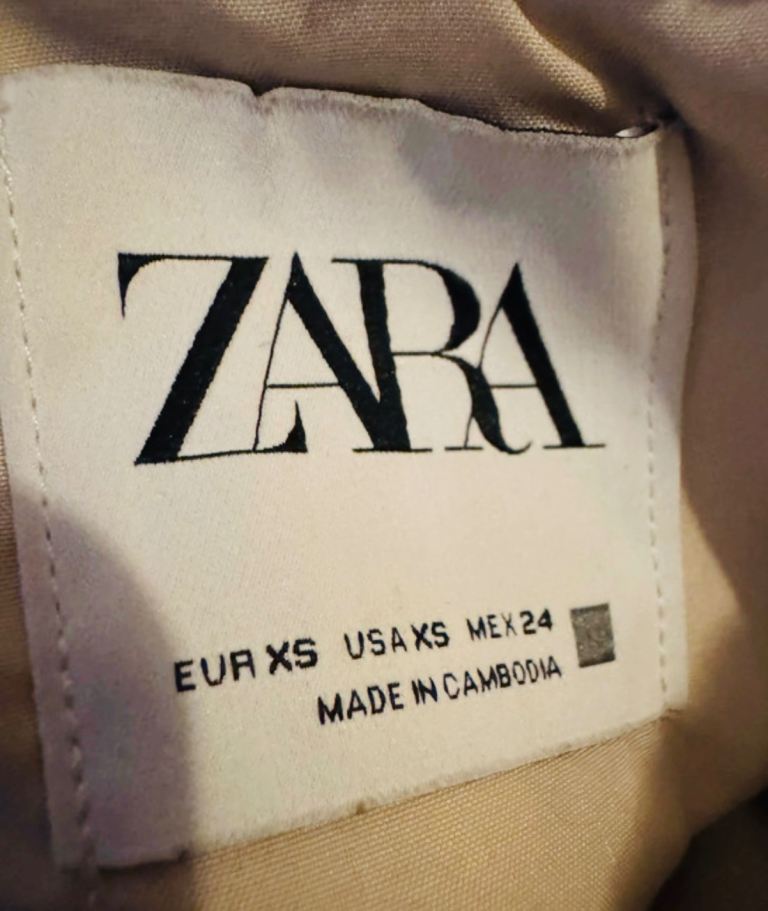 ZARA
EUR XS USA XS MEX 24
MADE IN CAMBODIA